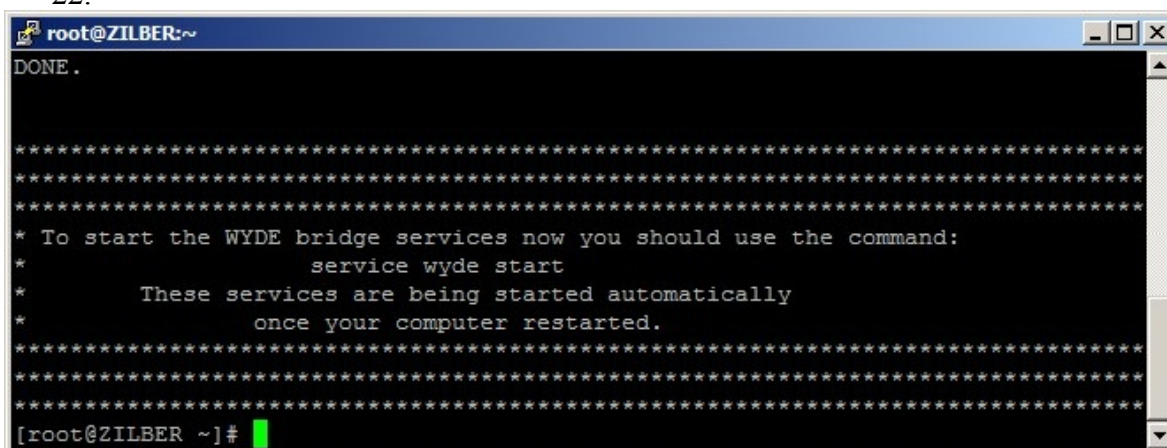 22.
root@ZILBER:~
DONE.
********************************************************************************
********************************************************************************
********************************************************************************
* To start the WYDE bridge services now you should use the command:
*                     service wyde start
*         These services are being started automatically
*                 once your computer restarted.
********************************************************************************
********************************************************************************
********************************************************************************
[root@ZILBER ~]#